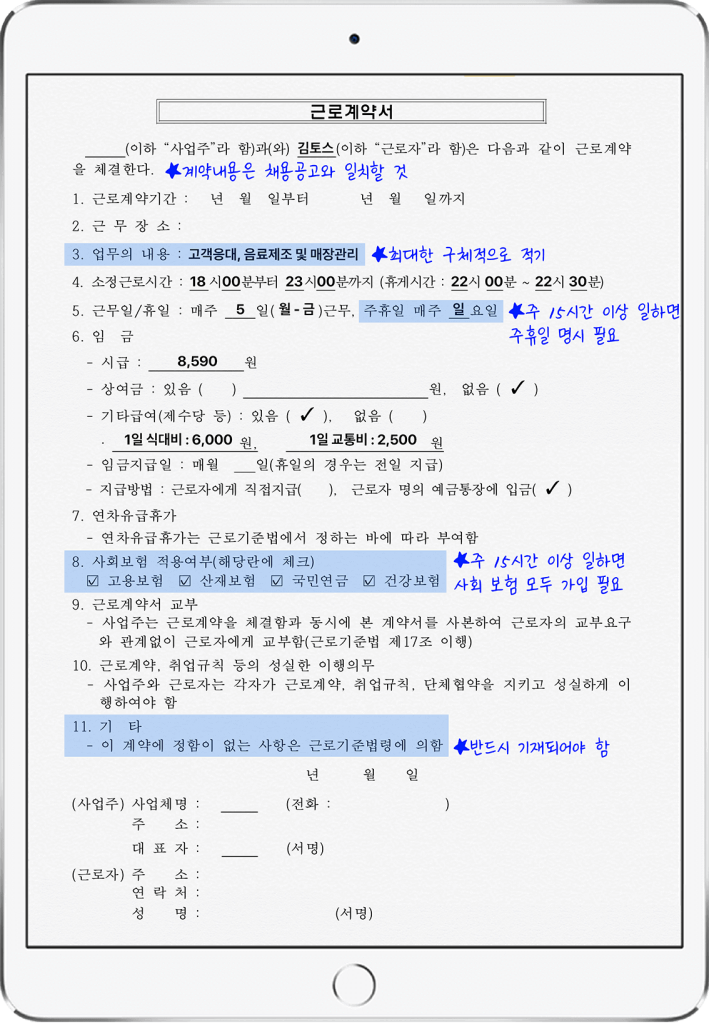 근로계약서
_____(이하 “사업주”라 함)과(와) 김토스(이하 “근로자”라 함)은 다음과 같이 근로계약
을 체결한다. ★계약내용은 채용공고와 일치할 것
1. 근로계약기간 : 년 월 일부터 년 월 일까지
2. 근 무 장 소 :
3. 업무의 내용 : 고객응대, 음료제조 및 매장관리 ★최대한 구체적으로 적기
4. 소정근로시간 : 18 시00분부터 23시00분까지 (휴게시간 : 22시 00분 ~ 22시 30분)
5. 근무일/휴일 : 매주 5 일(월-금)근무, 주휴일 매주 일요일 ★주 15시간 이상 일하면
주휴일 명시 필요
6. 임 금
- 시급 : 8,590 원
- 상여금 : 있음 ( ) _____ 원, 없음 ( ✓ )
- 기타급여(제수당 등) : 있음 ( ✓ ), 없음 ( )
· 1일 식대비 : 6,000 원, 1일 교통비 : 2,500 원
- 임금지급일 : 매월 ___일(휴일의 경우는 전일 지급)
- 지급방법 : 근로자에게 직접지급( ), 근로자 명의 예금통장에 입금( ✓ )
7. 연차유급휴가
- 연차유급휴가는 근로기준법에서 정하는 바에 따라 부여함
8. 사회보험 적용여부(해당란에 체크) ★주 15시간 이상 일하면
☑ 고용보험 ☑ 산재보험 ☑ 국민연금 ☑ 건강보험 사회 보험 모두 가입 필요
9. 근로계약서 교부
- 사업주는 근로계약을 체결함과 동시에 본 계약서를 사본하여 근로자의 교부요구
와 관계없이 근로자에게 교부함(근로기준법 제17조 이행)
10. 근로계약, 취업규칙 등의 성실한 이행의무
- 사업주와 근로자는 각자가 근로계약, 취업규칙, 단체협약을 지키고 성실하게 이
행하여야 함
11. 기 타
- 이 계약에 정함이 없는 사항은 근로기준법령에 의함 ★반드시 기재되어야 함
년 월 일
(사업주) 사업체명 : _____ (전화 : )
주 소 :
대 표 자 : _____ (서명)
(근로자) 주 소 :
연 락 처 :
성 명 : (서명)